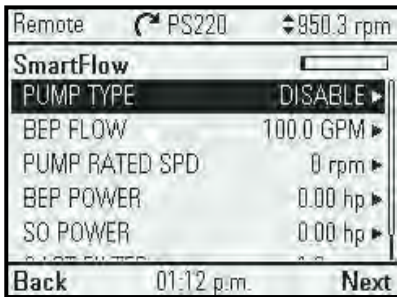 Remote PS220 950.3 rpm
SmartFlow
PUMP TYPE DISABLE
BEP FLOW 100.0 GPM
PUMP RATED SPD 0 rpm
BEP POWER 0.00 hp
SO POWER 0.00 hp
Back 01:12 p.m. Next